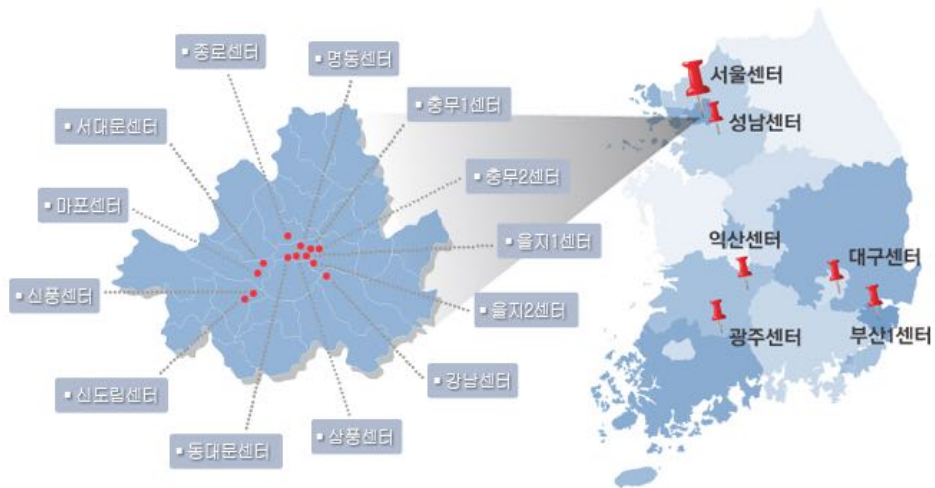 ▪ 종로센터
▪ 명동센터
▪ 서대문센터
▪ 충무1센터
▪ 마포센터
▪ 충무2센터
▪ 을지1센터
▪ 신풍센터
▪ 을지2센터
▪ 신도림센터
▪ 강남센터
▪ 동대문센터
▪ 삼풍센터
서울센터
성남센터
익산센터
대구센터
광주센터
부산1센터